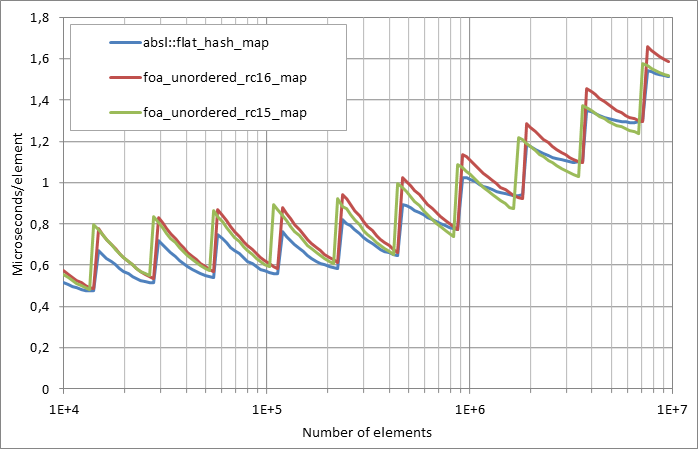 1,8
1,6
1,4
1,2
1
0,8
0,6
0,4
0,2
0
Microseconds/element
absl::flat_hash_map
foa_unordered_rc16_map
foa_unordered_rc15_map
1E+4
1E+5
1E+6
1E+7
Number of elements